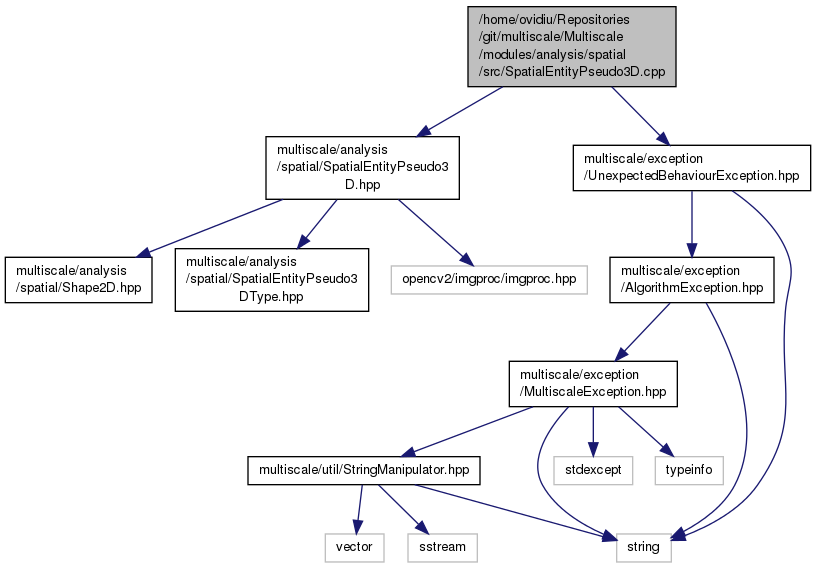 /home/ovidiu/Repositories
/git/multiscale/Multiscale
/modules/analysis/spatial
/src/SpatialEntityPseudo3D.cpp
multiscale/analysis
/spatial/SpatialEntityPseudo3
D.hpp
multiscale/exception
/UnexpectedBehaviourException.hpp
multiscale/analysis
/spatial/Shape2D.hpp
multiscale/analysis
/spatial/SpatialEntityPseudo3
DType.hpp
opencv2/imgproc/imgproc.hpp
multiscale/exception
/AlgorithmException.hpp
multiscale/exception
/MultiscaleException.hpp
multiscale/util/StringManipulator.hpp
stdexcept
typeinfo
vector
sstream
string